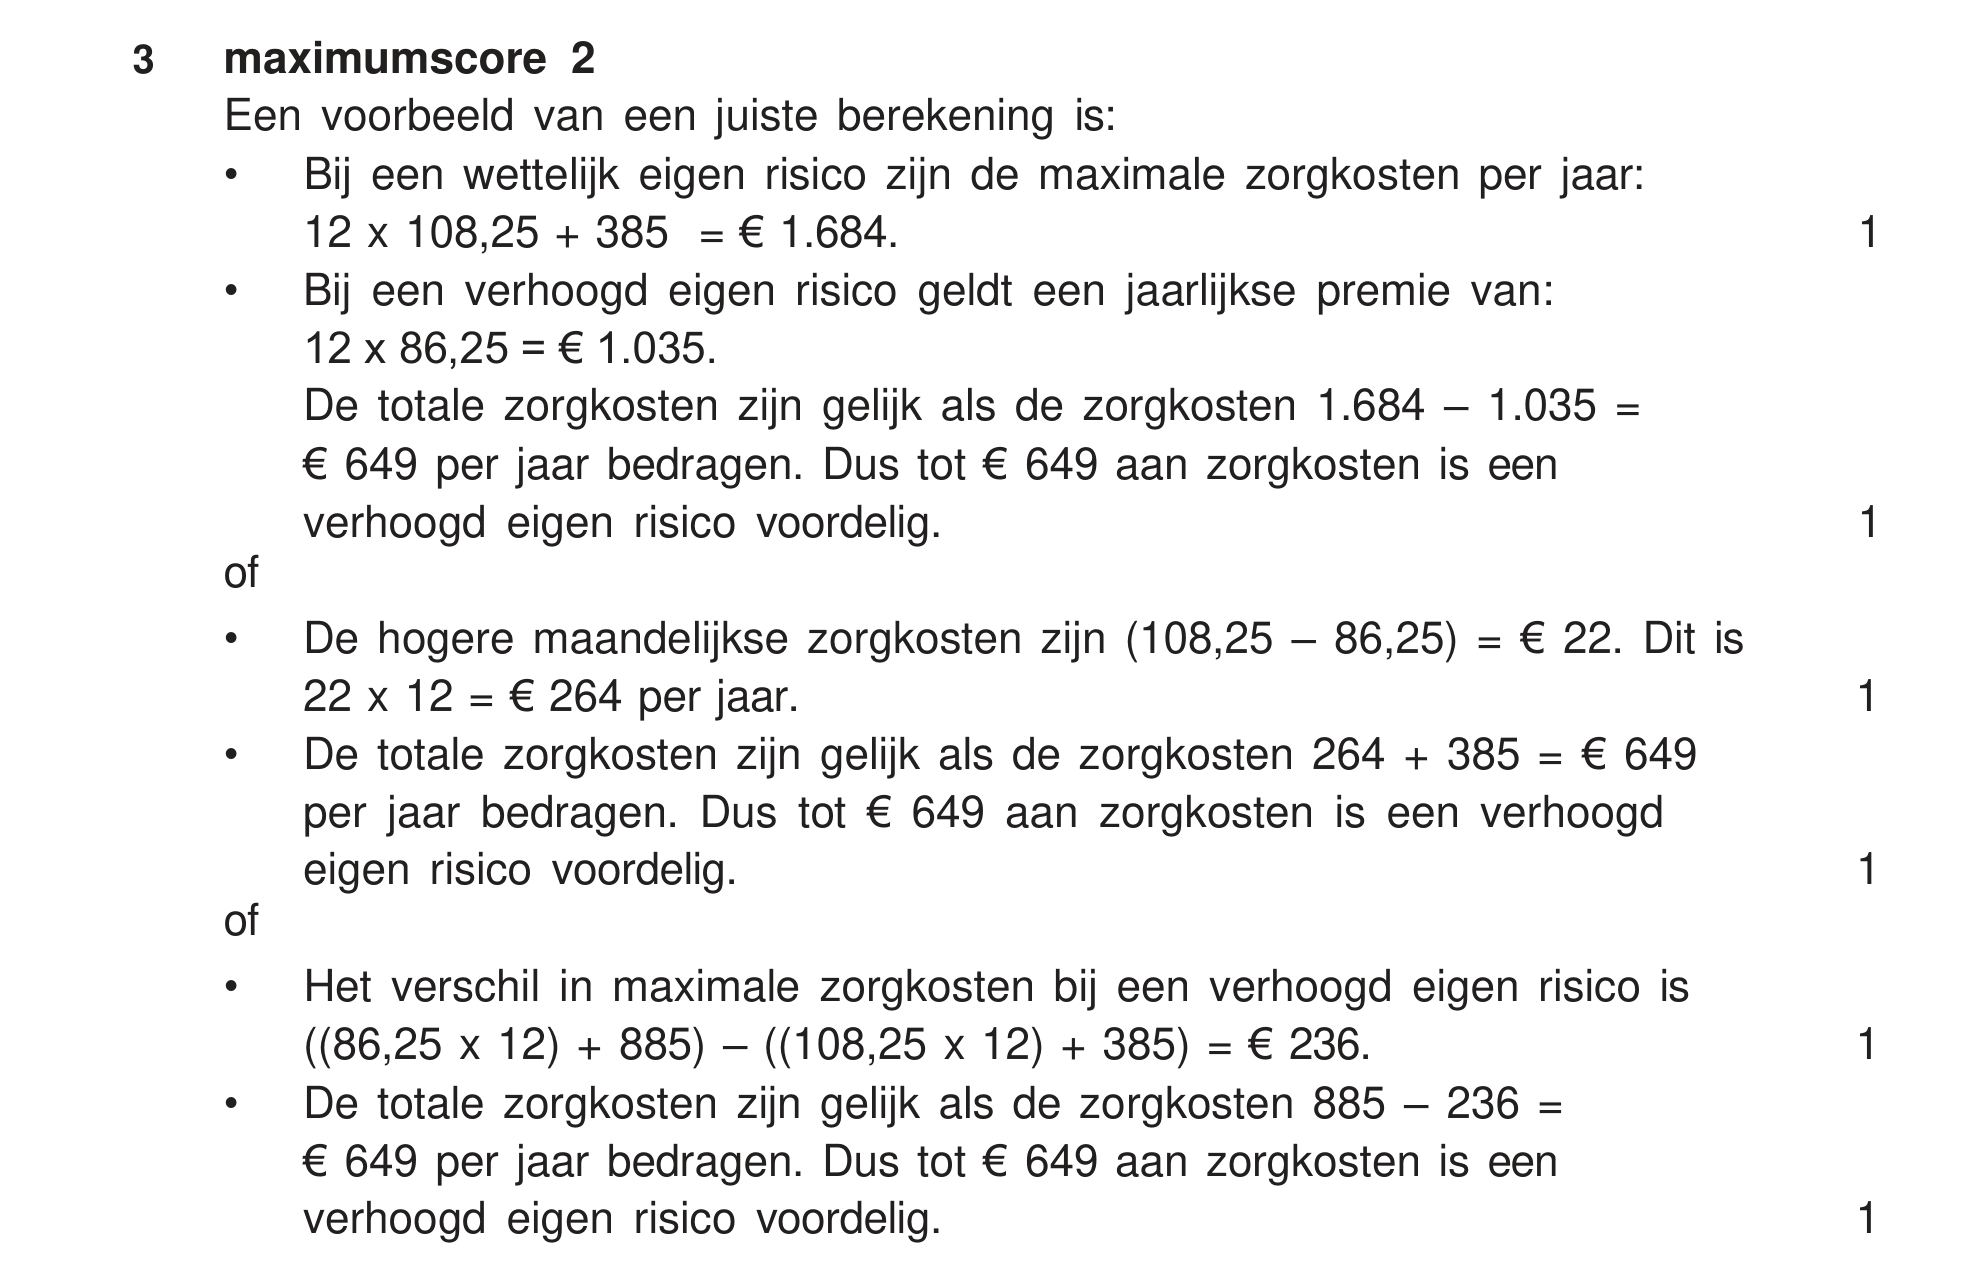 3 maximumscore 2
Een voorbeeld van een juiste berekening is:
• Bij een wettelijk eigen risico zijn de maximale zorgkosten per jaar:
12 x 108,25 + 385 = € 1.684. 1
• Bij een verhoogd eigen risico geldt een jaarlijkse premie van:
12 x 86,25 = € 1.035.
De totale zorgkosten zijn gelijk als de zorgkosten 1.684 – 1.035 =
€ 649 per jaar bedragen. Dus tot € 649 aan zorgkosten is een
verhoogd eigen risico voordelig. 1
of
• De hogere maandelijkse zorgkosten zijn (108,25 – 86,25) = € 22. Dit is
22 x 12 = € 264 per jaar. 1
• De totale zorgkosten zijn gelijk als de zorgkosten 264 + 385 = € 649
per jaar bedragen. Dus tot € 649 aan zorgkosten is een verhoogd
eigen risico voordelig. 1
of
• Het verschil in maximale zorgkosten bij een verhoogd eigen risico is
((86,25 x 12) + 885) – ((108,25 x 12) + 385) = € 236. 1
• De totale zorgkosten zijn gelijk als de zorgkosten 885 – 236 =
€ 649 per jaar bedragen. Dus tot € 649 aan zorgkosten is een
verhoogd eigen risico voordelig. 1